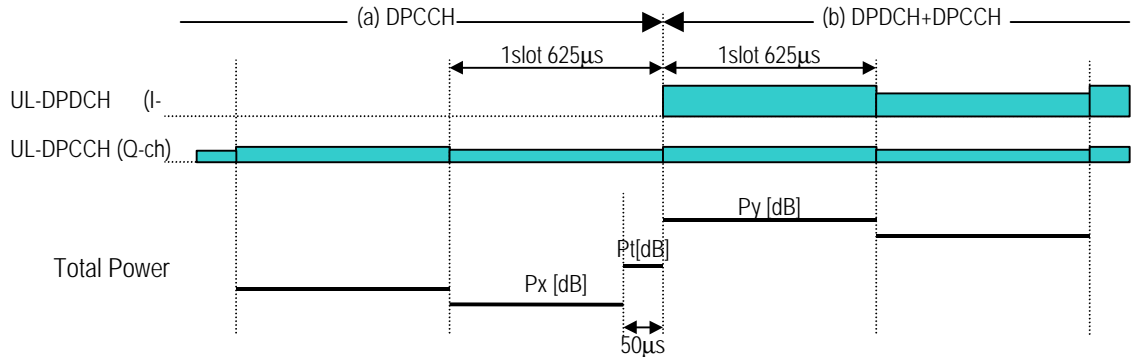 (a) DPCCH
(b) DPDCH+DPCCH
1slot 625μs
1slot 625μs
UL-DPDCH (I-
UL-DPCCH (Q-ch)
Py [dB]
Pt[dB]
Total Power
Px [dB]
50μs